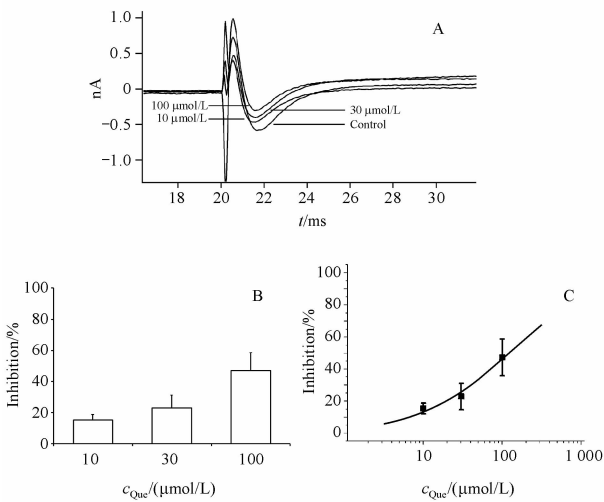 A
nA
1.0
0.5
0
−0.5
−1.0
100 μmol/L
30 μmol/L
10 μmol/L
Control
18 20 22 24 26 28 30
t/ms
B
Inhibition/%
100
80
60
40
20
0
10 30 100
cQue/(μmol/L)
C
Inhibition/%
100
80
60
40
20
0
10 100 1 000
cQue/(μmol/L)